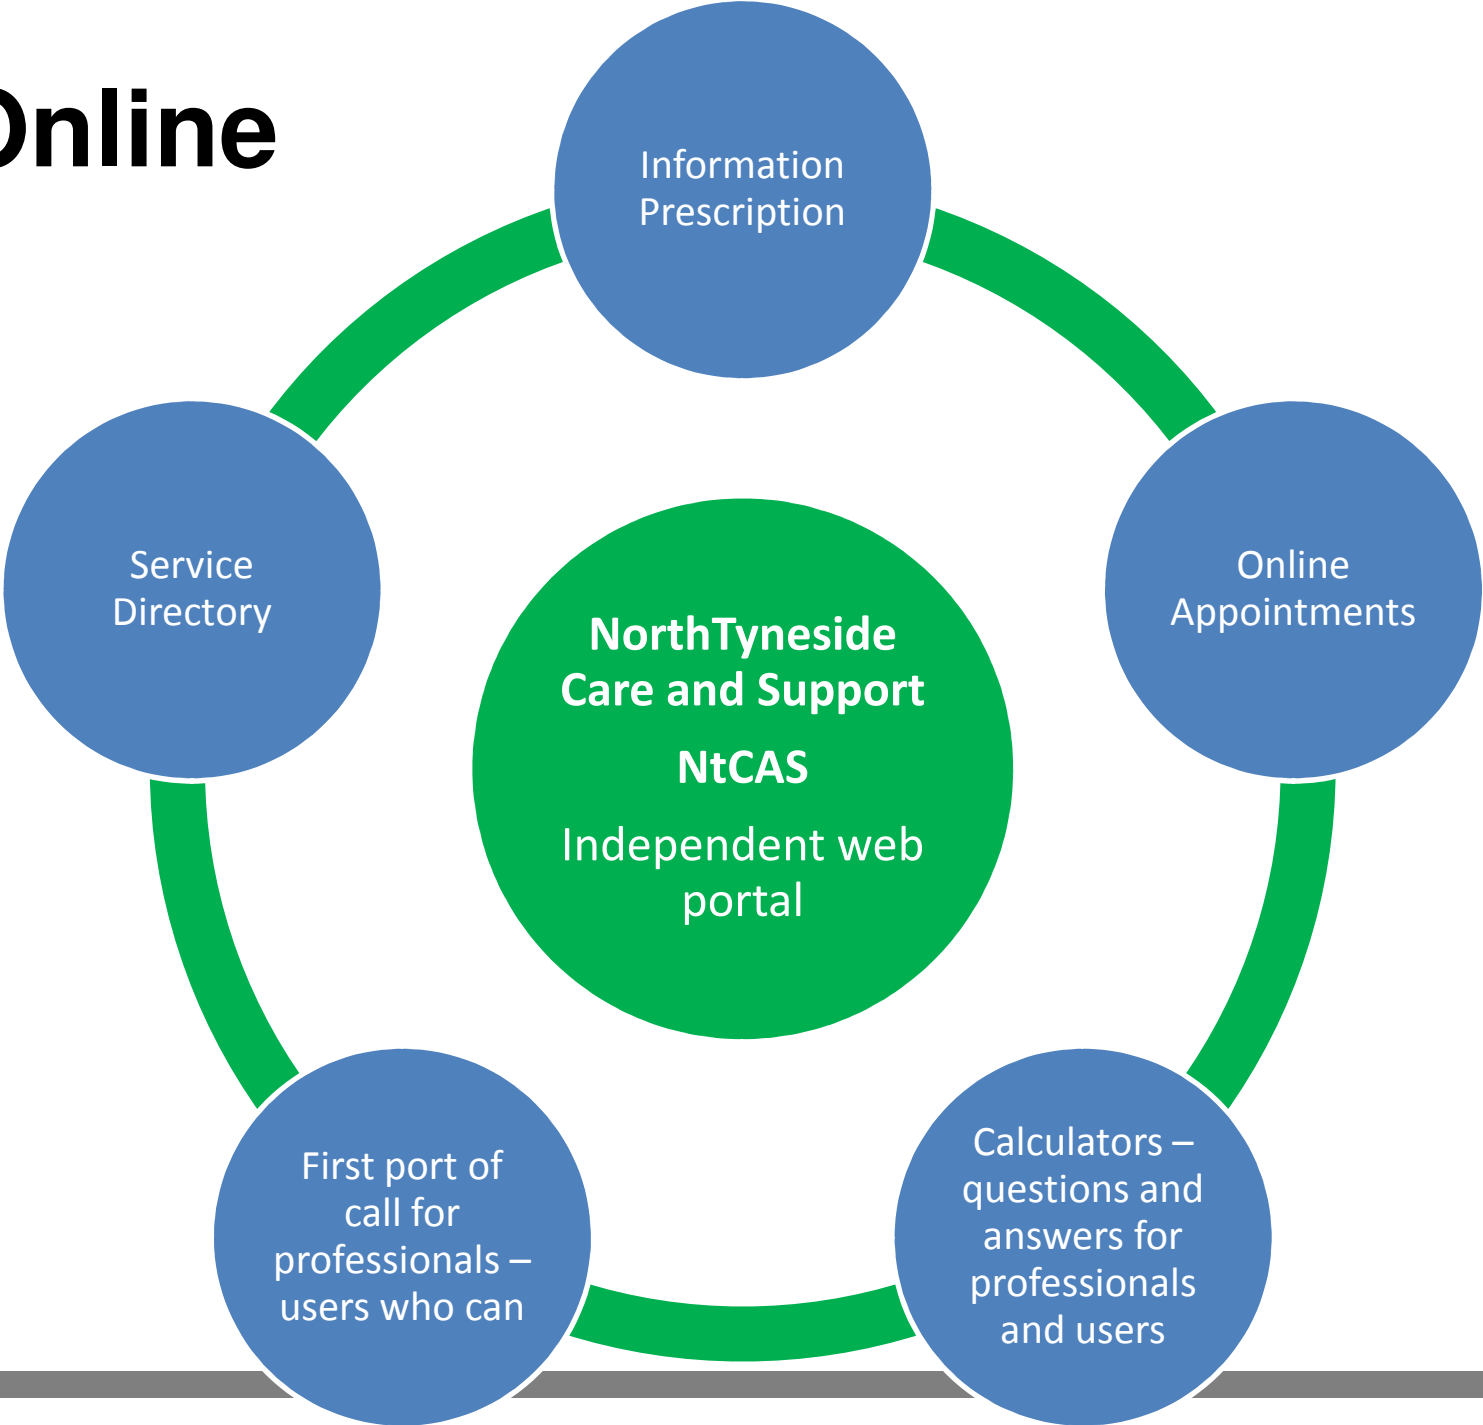 Online
Information
Prescription
Service
Directory
Online
Appointments
NorthTyneside
Care and Support
NtCAS
Independent web
portal
First port of
call for
professionals –
users who can
Calculators –
questions and
answers for
professionals
and users